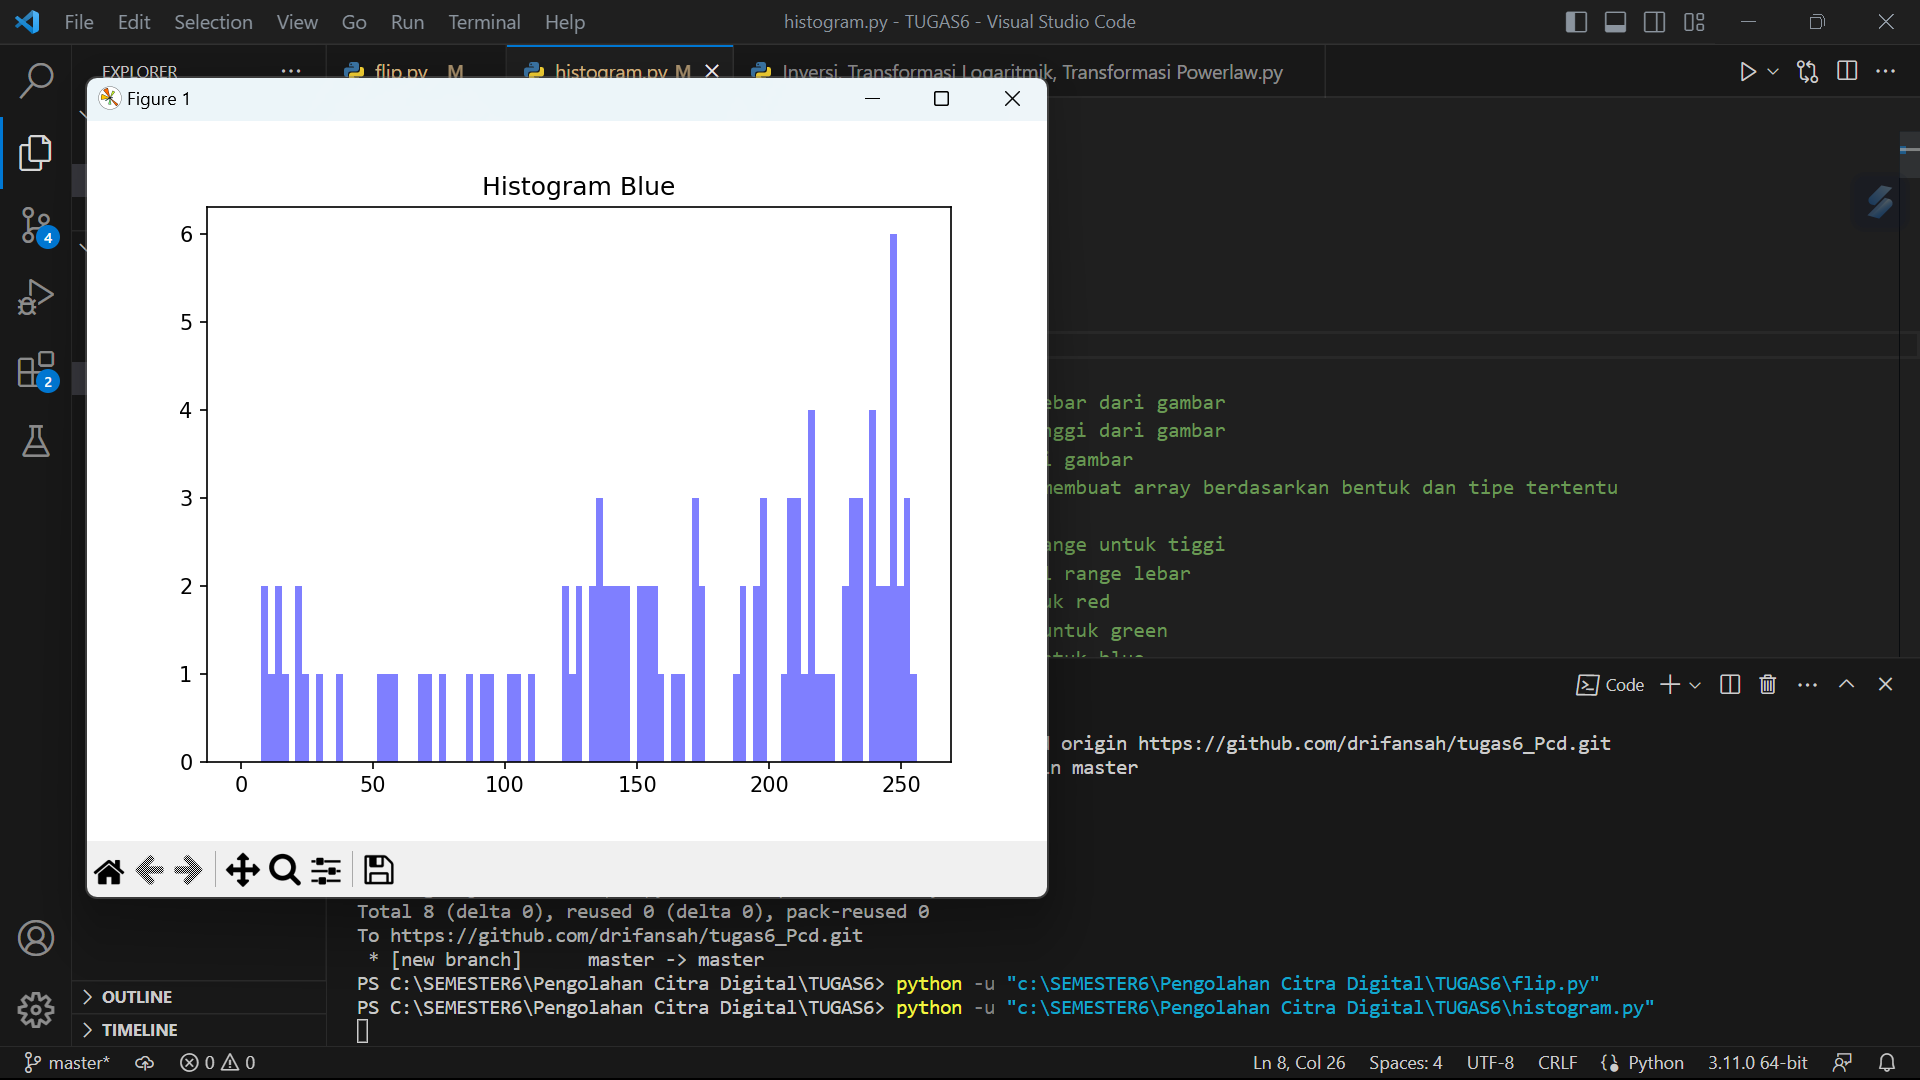 File Edit Selection View Go Run Terminal Help
histogram.py - TUGAS6 - Visual Studio Code
EXPLORER
flip.py M
histogram.py M
Inversi, Transformasi Logaritmik, Transformasi Powerlaw.py
Figure 1
Histogram Blue
6
5
4
3
2
1
0
0 50 100 150 200 250
4
2
dari gambar
dari gambar
gambar
array berdasarkan bentuk dan tipe tertentu
untuk tiggi
range lebar
red
green
Code
origin https://github.com/drifansah/tugas6_Pcd.git
master
Total 8 (delta 0), reused 0 (delta 0), pack-reused 0
To https://github.com/drifansah/tugas6_Pcd.git
* [new branch] master -> master
PS C:\SEMESTER6\Pengolahan Citra Digital\TUGAS6> python -u "c:\SEMESTER6\Pengolahan Citra Digital\TUGAS6\flip.py"
PS C:\SEMESTER6\Pengolahan Citra Digital\TUGAS6> python -u "c:\SEMESTER6\Pengolahan Citra Digital\TUGAS6\histogram.py"
OUTLINE
TIMELINE
master* 0 0
Ln 8, Col 26 Spaces: 4 UTF-8 CRLF Python 3.11.0 64-bit